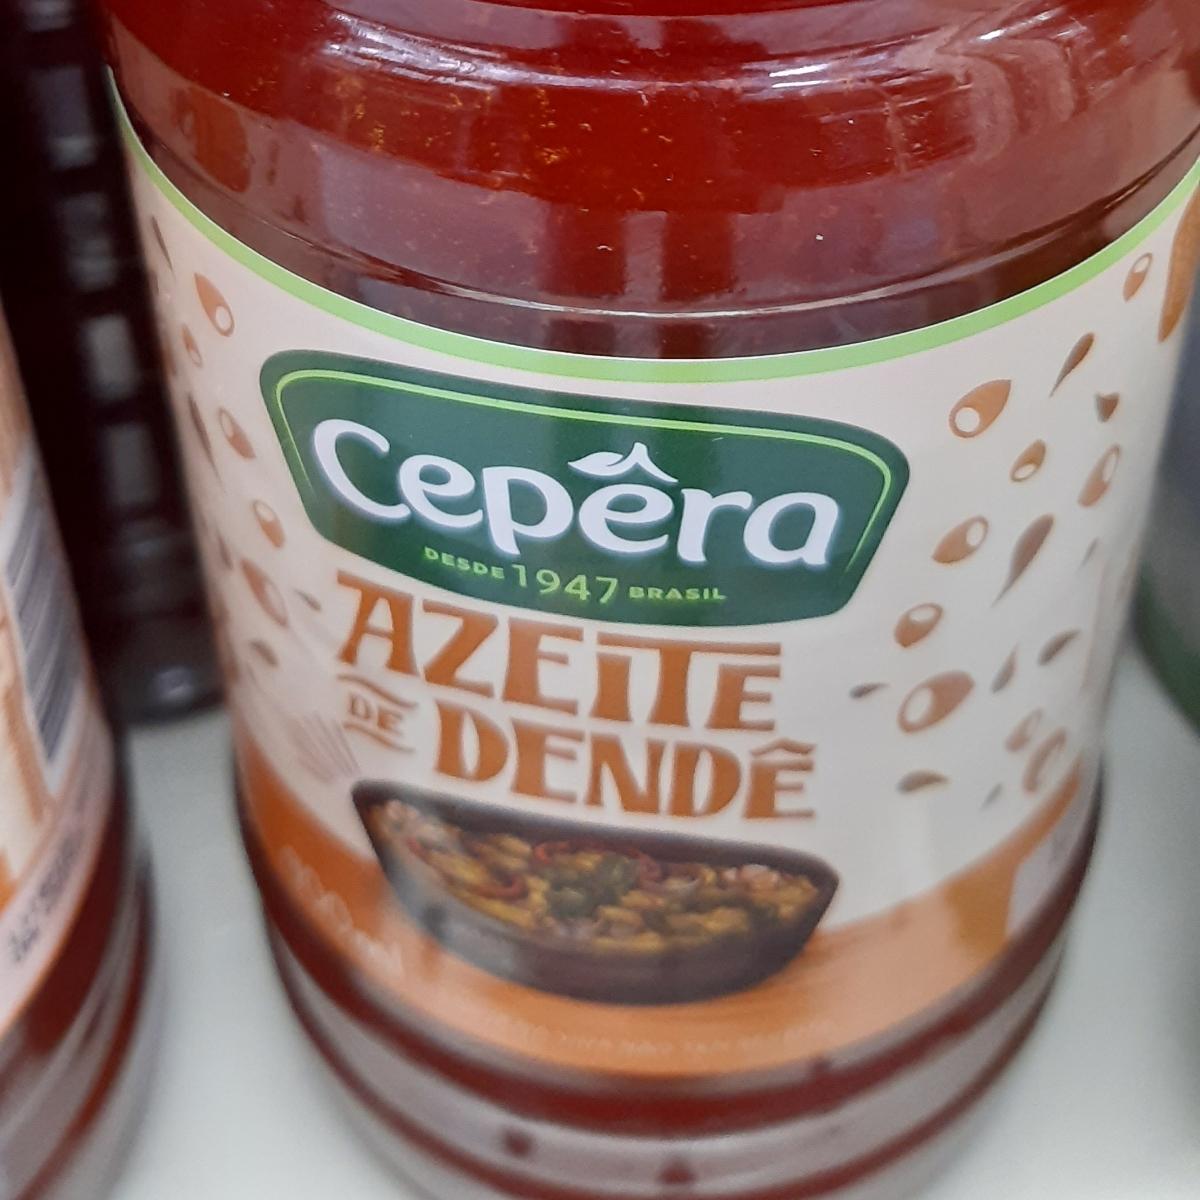 Cepêra
DESDE 1947 BRASIL
AZEITE
DE DENDÊ